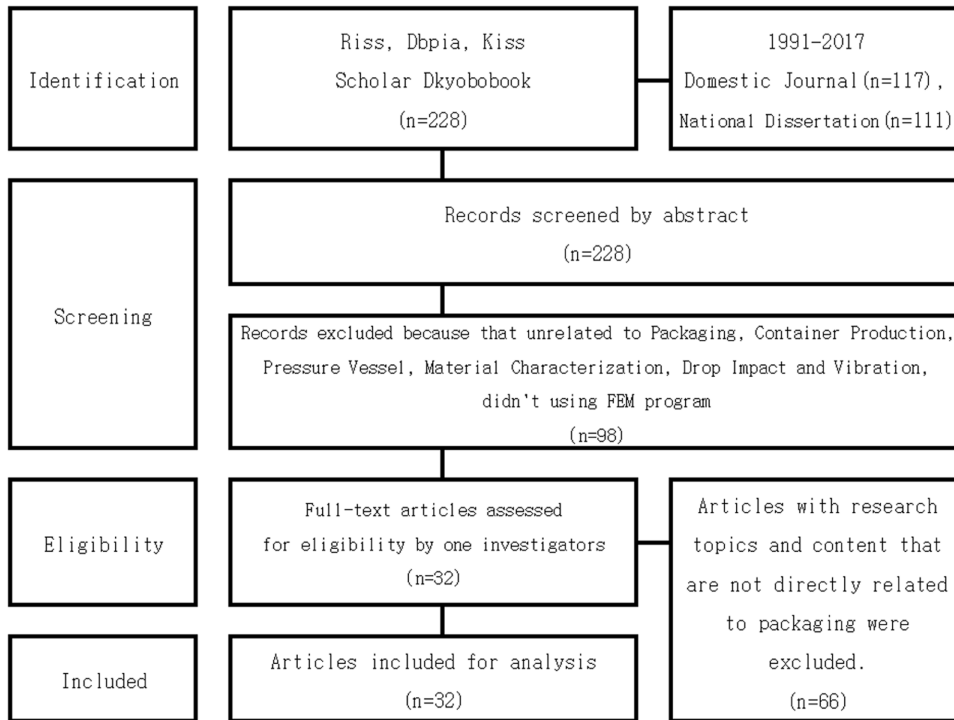 Identification
Riss, Dbpia, Kiss
Scholar Dkyobobook
(n=228)
1991-2017
Domestic Journal(n=117),
National Dissertation(n=111)
Screening
Records screened by abstract
(n=228)
Records excluded because that unrelated to Packaging, Container Production,
Pressure Vessel, Material Characterization, Drop Impact and Vibration,
didn't using FEM program
(n=98)
Eligibility
Full-text articles assessed
for eligibility by one investigators
(n=32)
Articles with research
topics and content that
are not directly related
to packaging were
excluded.
(n=66)
Included
Articles included for analysis
(n=32)